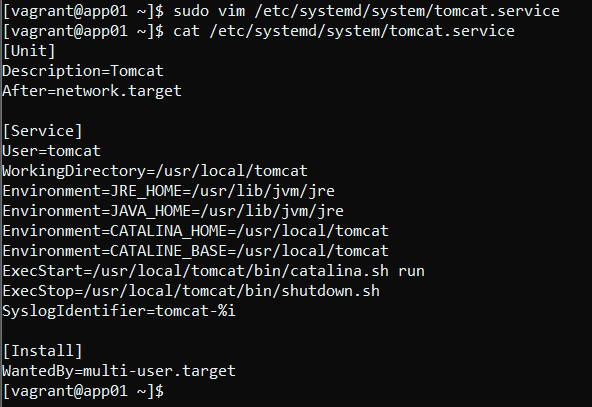 [vagrant@app01 ~]$ sudo vim /etc/systemd/system/tomcat.service
[vagrant@app01 ~]$ cat /etc/systemd/system/tomcat.service
[Unit]
Description=Tomcat
After=network.target

[Service]
User=tomcat
WorkingDirectory=/usr/local/tomcat
Environment=JRE_HOME=/usr/lib/jvm/jre
Environment=JAVA_HOME=/usr/lib/jvm/jre
Environment=CATALINA_HOME=/usr/local/tomcat
Environment=CATALINE_BASE=/usr/local/tomcat
ExecStart=/usr/local/tomcat/bin/catalina.sh run
ExecStop=/usr/local/tomcat/bin/shutdown.sh
SyslogIdentifier=tomcat-%i

[Install]
WantedBy=multi-user.target
[vagrant@app01 ~]$